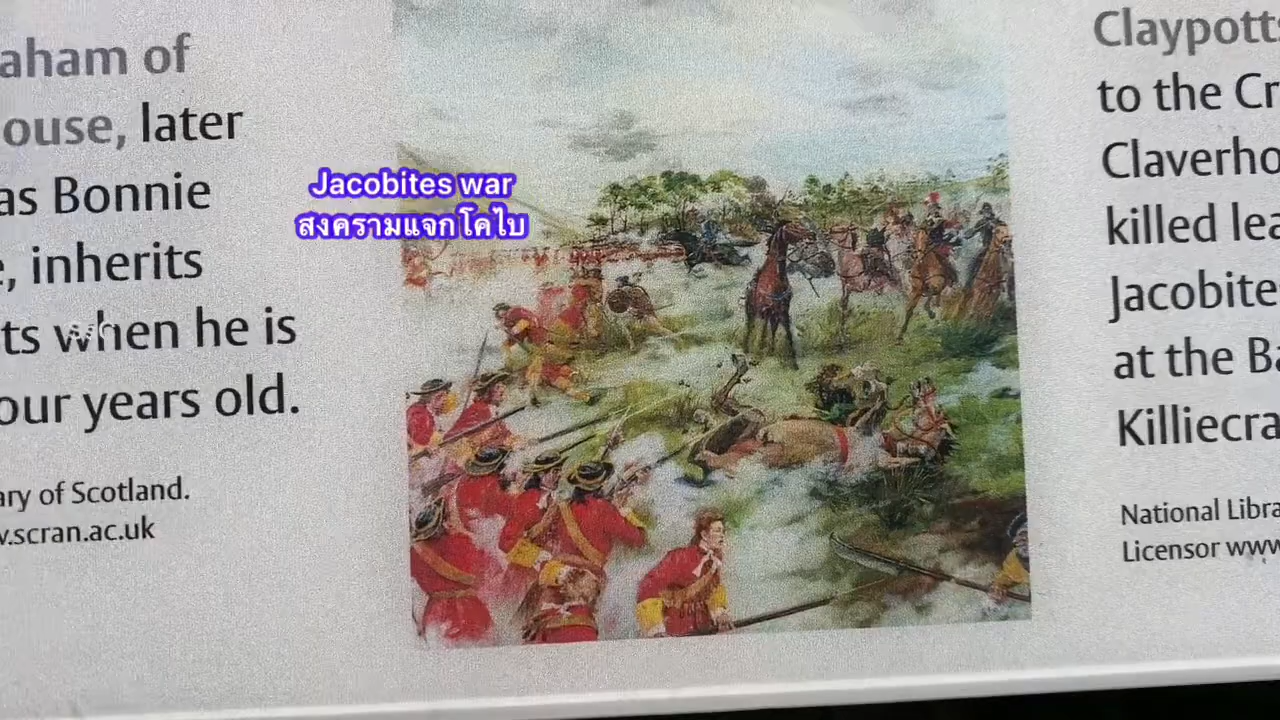 aham of
ouse, later
as Bonnie
, inherits
ts when he is
our years old.
ary of Scotland.
.scran.ac.uk
Jacobites war
สงครามแจกโคไบ
Claypotts
to the Cr
Claverho
killed lea
Jacobite
at the Ba
Killiecra
National Libra
Licensor www